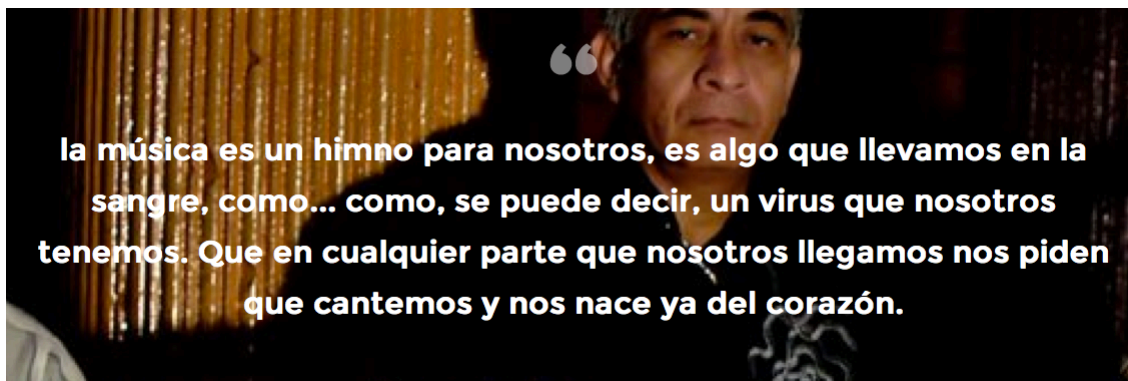 “
la música es un himno para nosotros, es algo que llevamos en la
sangre, como... como, se puede decir, un virus que nosotros
tenemos. Que en cualquier parte que nosotros llegamos nos piden
que cantemos y nos nace ya del corazón.